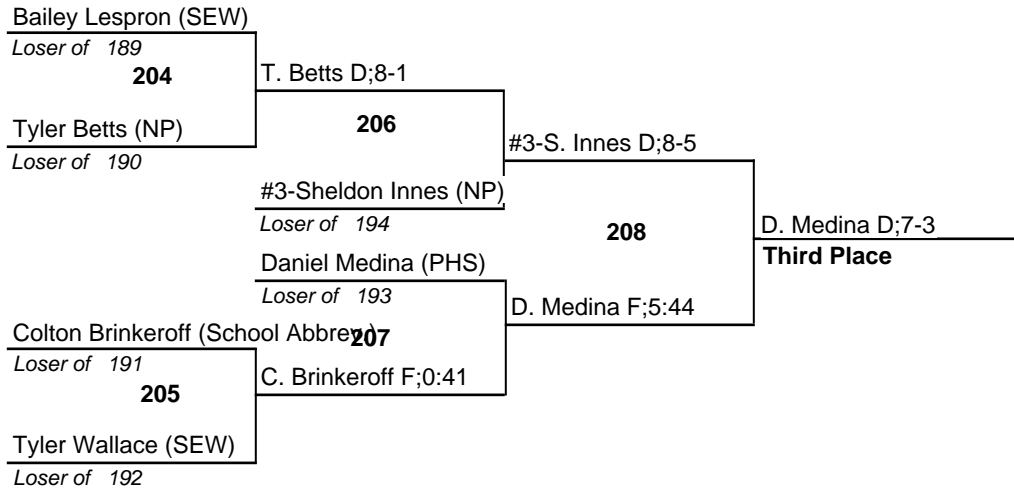 Bailey Lespron (SEW)
Loser of 189
204
T. Betts D;8-1
Tyler Betts (NP)
Loser of 190
206
#3-S. Innes D;8-5
#3-Sheldon Innes (NP)
Loser of 194
208
D. Medina D;7-3
Third Place
Daniel Medina (PHS)
Loser of 193
D. Medina F;5:44
Colton Brinkeroff (School Abbrev)
207
Loser of 191
205
C. Brinkeroff F;0:41
Tyler Wallace (SEW)
Loser of 192